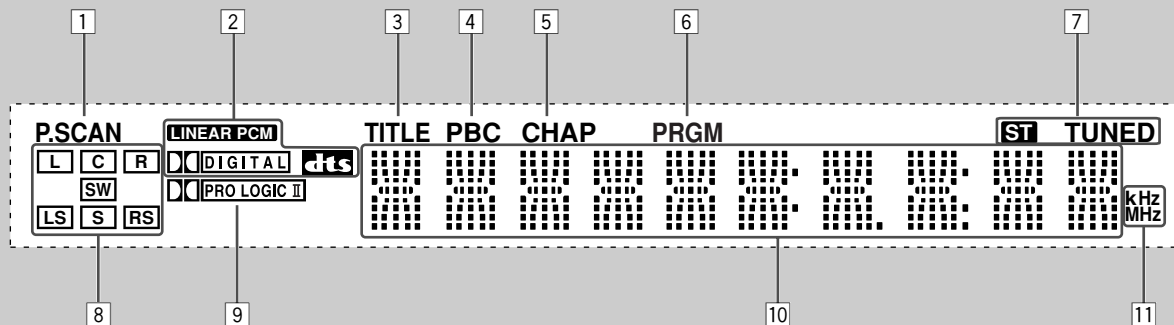 1 2 3 4 5 6 7
P.SCAN LINEAR PCM TITLE PBC CHAP PRGM ST TUNED
L C R DIGITAL dts
SW PRO LOGIC II
LS S RS kHz
MHz
8 9 10 11